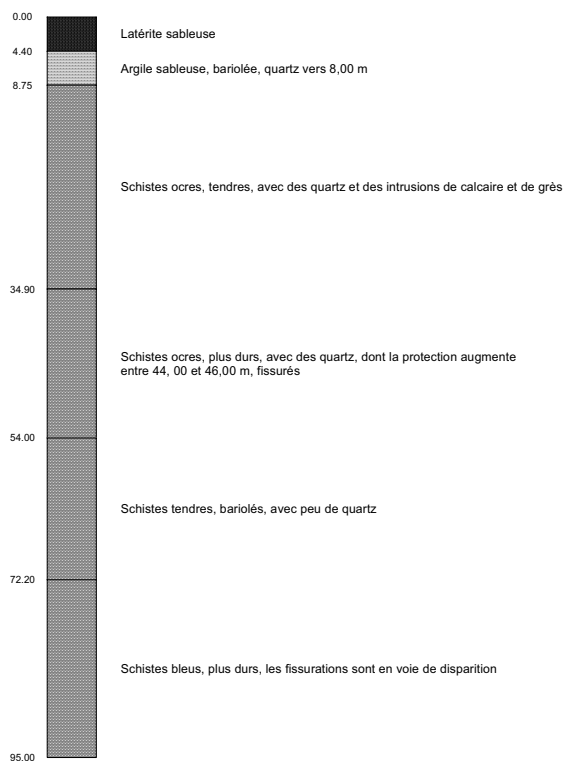 0.00
Latérite sableuse
4.40
Argile sableuse, bariolée, quartz vers 8,00 m
8.75
Schistes ocres, tendres, avec des quartz et des intrusions de calcaire et de grès
34.90
Schistes ocres, plus durs, avec des quartz, dont la protection augmente
entre 44, 00 et 46,00 m, fissurés
54.00
Schistes tendres, bariolés, avec peu de quartz
72.20
Schistes bleus, plus durs, les fissurations sont en voie de disparition
95.00